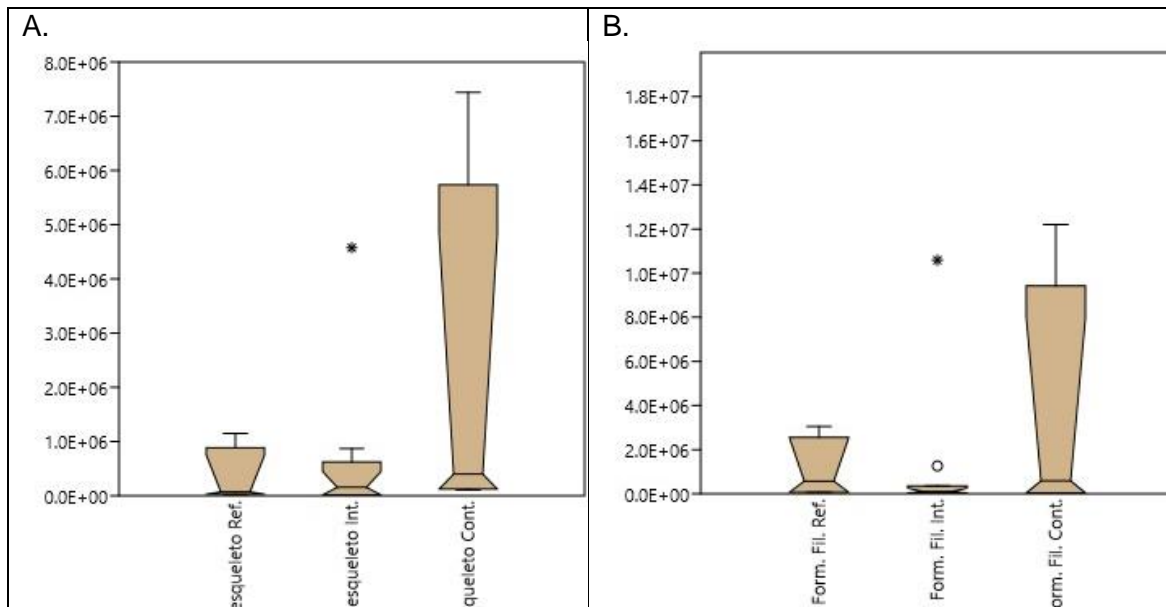 A.
8.0E+06
7.0E+06
6.0E+06
5.0E+06
4.0E+06
3.0E+06
2.0E+06
1.0E+06
0.0E+00
esqueleto Ref.
esqueleto Int.
queleto Cont.
B.
1.8E+07
1.6E+07
1.4E+07
1.2E+07
1.0E+07
8.0E+06
6.0E+06
4.0E+06
2.0E+06
0.0E+00
Form. Fil. Ref.
Form. Fil. Int.
orm. Fil. Cont.